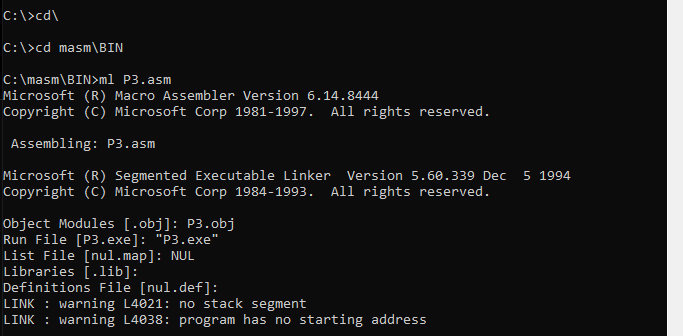 C:\>cd\
C:\>cd masm\BIN
C:\masm\BIN>ml P3.asm
Microsoft (R) Macro Assembler Version 6.14.8444
Copyright (C) Microsoft Corp 1981-1997.  All rights reserved.
 Assembling: P3.asm
Microsoft (R) Segmented Executable Linker  Version 5.60.339 Dec  5 1994
Copyright (C) Microsoft Corp 1984-1993.  All rights reserved.
Object Modules [.obj]: P3.obj
Run File [P3.exe]: "P3.exe"
List File [nul.map]: NUL
Libraries [.lib]:
Definitions File [nul.def]:
LINK : warning L4021: no stack segment
LINK : warning L4038: program has no starting address